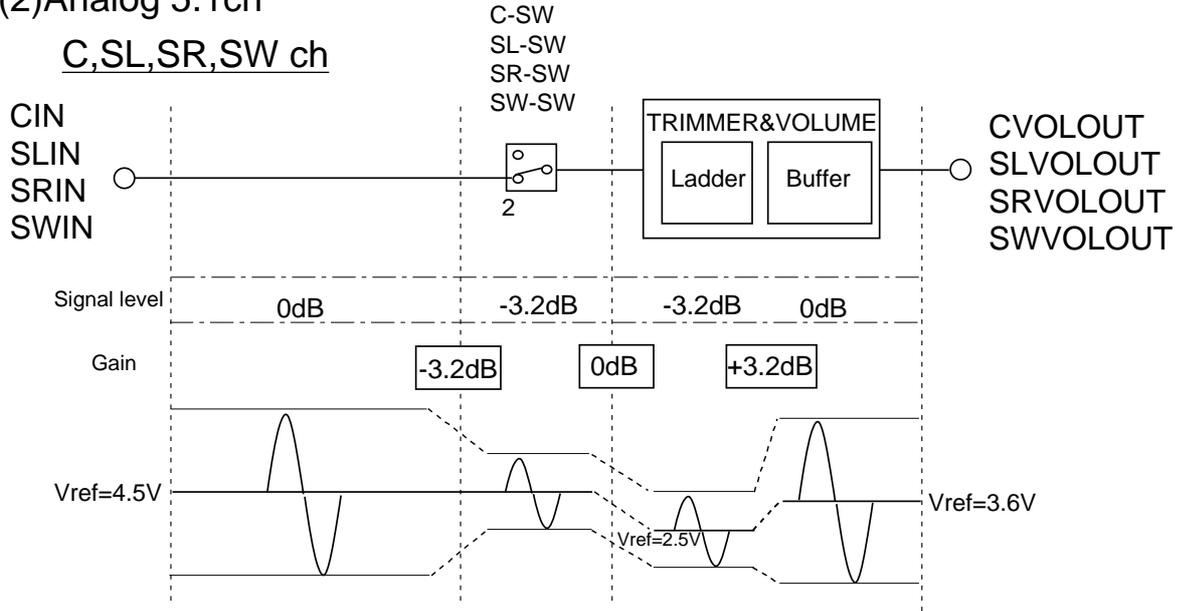 (2)Analog 5.1ch
C,SL,SR,SW ch
C-SW
SL-SW
SR-SW
SW-SW
CIN
SLIN
SRIN
SWIN
2
TRIMMER&VOLUME
Ladder
Buffer
CVOLOUT
SLVOLOUT
SRVOLOUT
SWVOLOUT
Signal level
0dB
-3.2dB
-3.2dB
0dB
Gain
-3.2dB
0dB
+3.2dB
Vref=4.5V
Vref=2.5V
Vref=3.6V